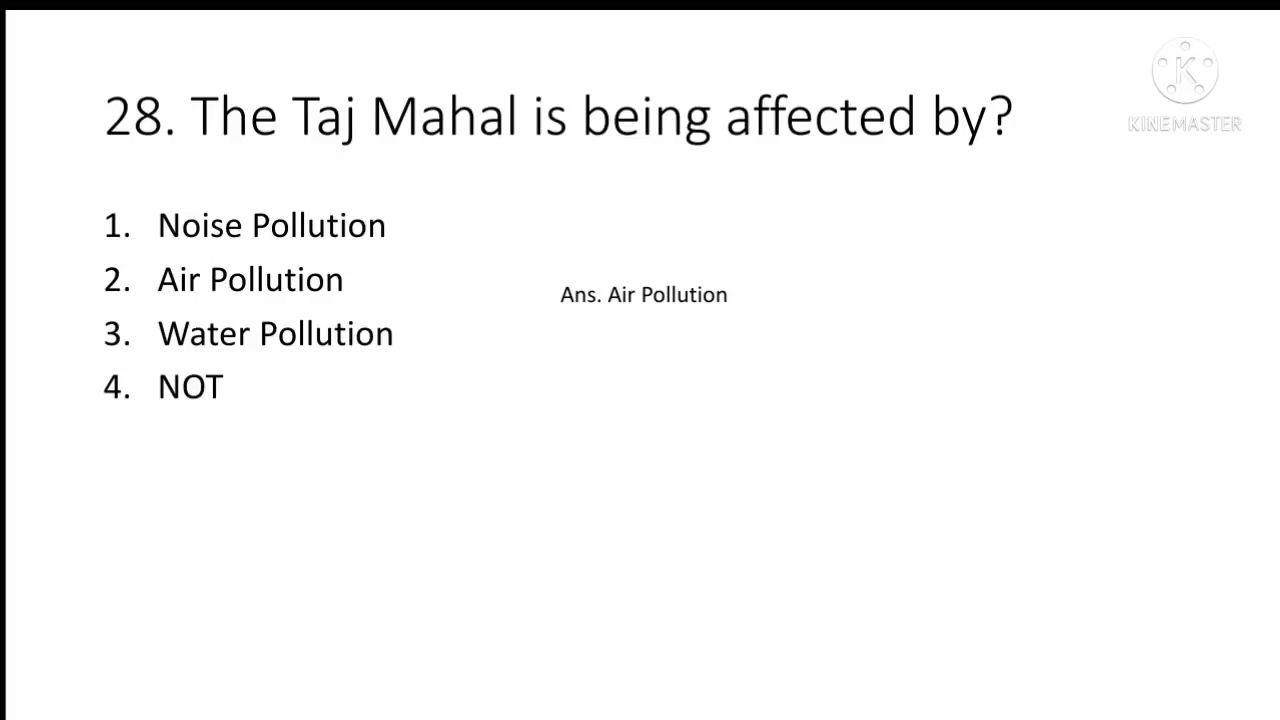 28. The Taj Mahal is being affected by?
K
KINEMASTER
1. Noise Pollution
2. Air Pollution
Ans. Air Pollution
3. Water Pollution
4. NOT